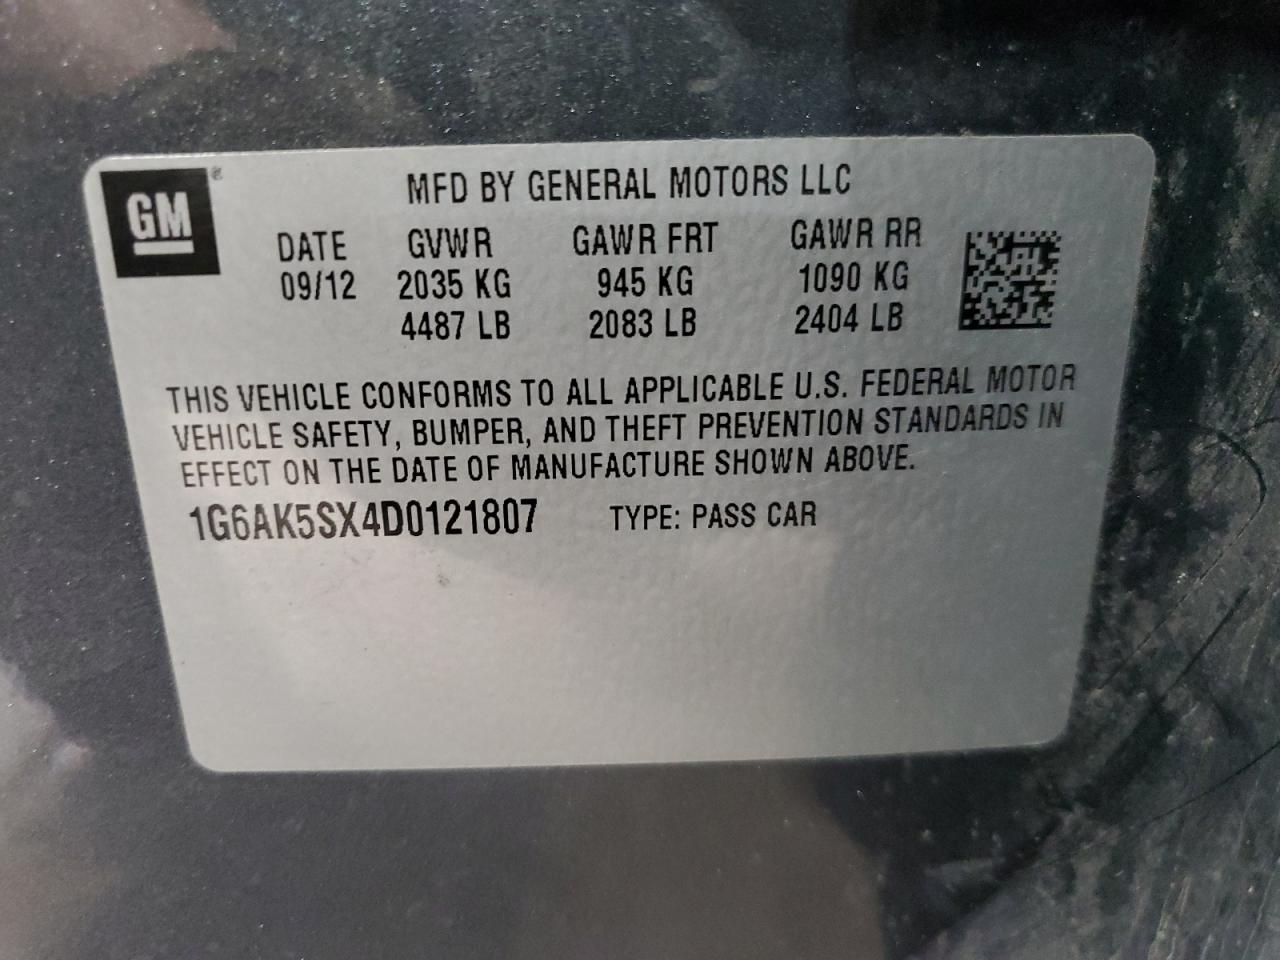 GM®
MFD BY GENERAL MOTORS LLC
DATE GVWR GAWR FRT GAWR RR
09/12 2035 KG 945 KG 1090 KG
4487 LB 2083 LB 2404 LB
THIS VEHICLE CONFORMS TO ALL APPLICABLE U.S. FEDERAL MOTOR
VEHICLE SAFETY, BUMPER, AND THEFT PREVENTION STANDARDS IN
EFFECT ON THE DATE OF MANUFACTURE SHOWN ABOVE.
1G6AK5SX4D0121807 TYPE: PASS CAR